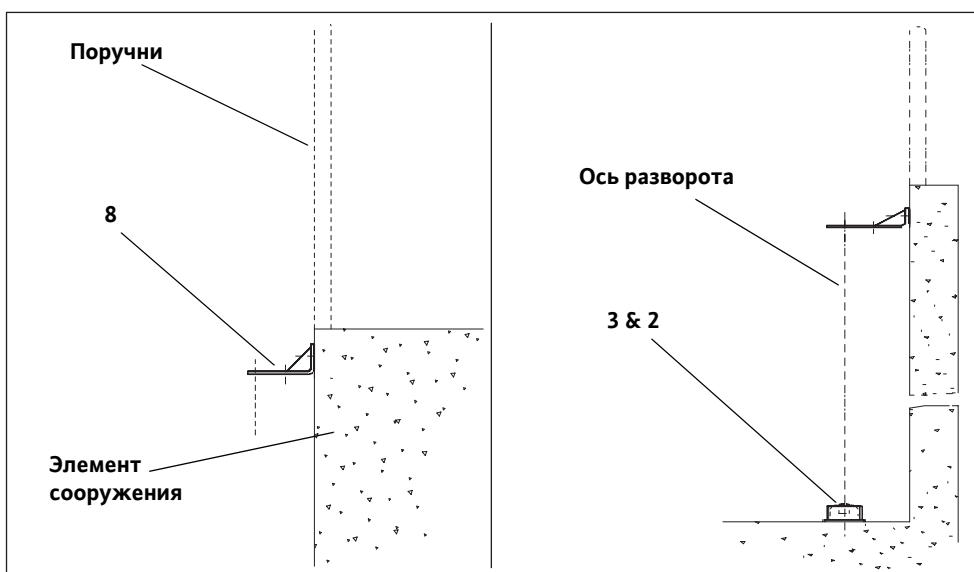 Поручни
8
Элемент
сооружения
Ось разворота
3 & 2